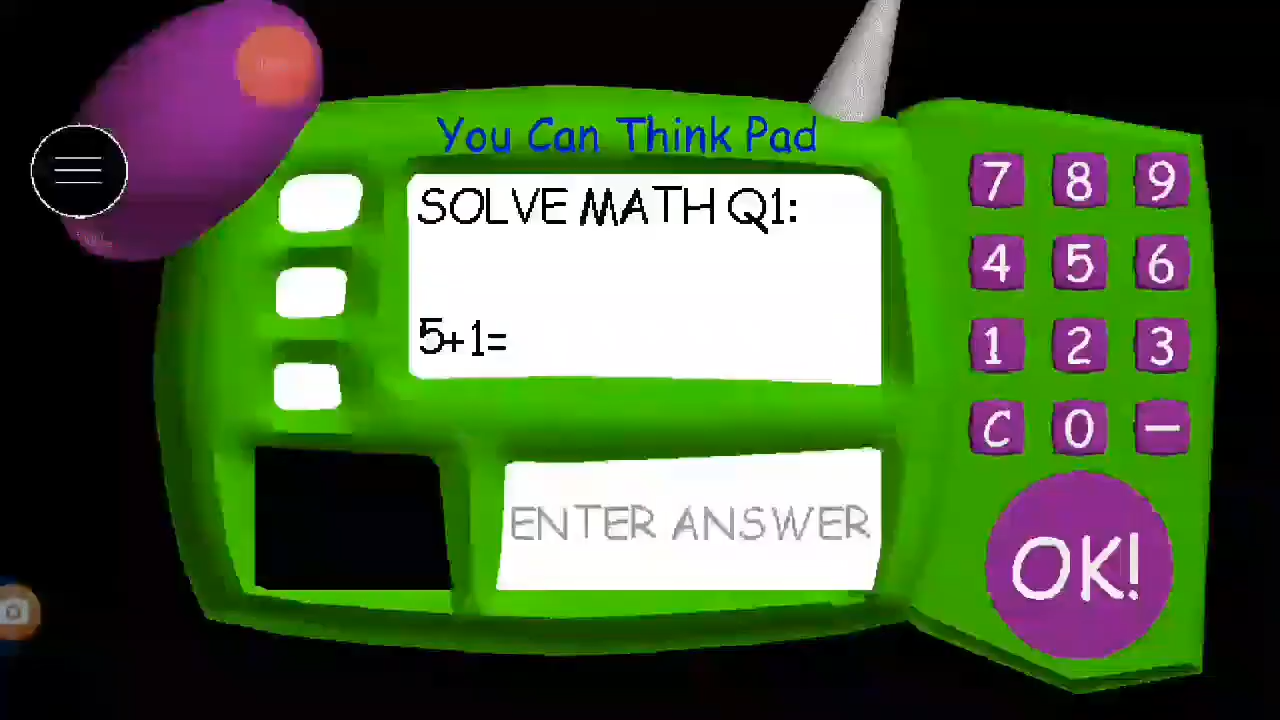 You Can Think Pad
SOLVE MATH Q1:
5+1=
ENTER ANSWER
7 8 9
4 5 6
1 2 3
C 0 —
OK!